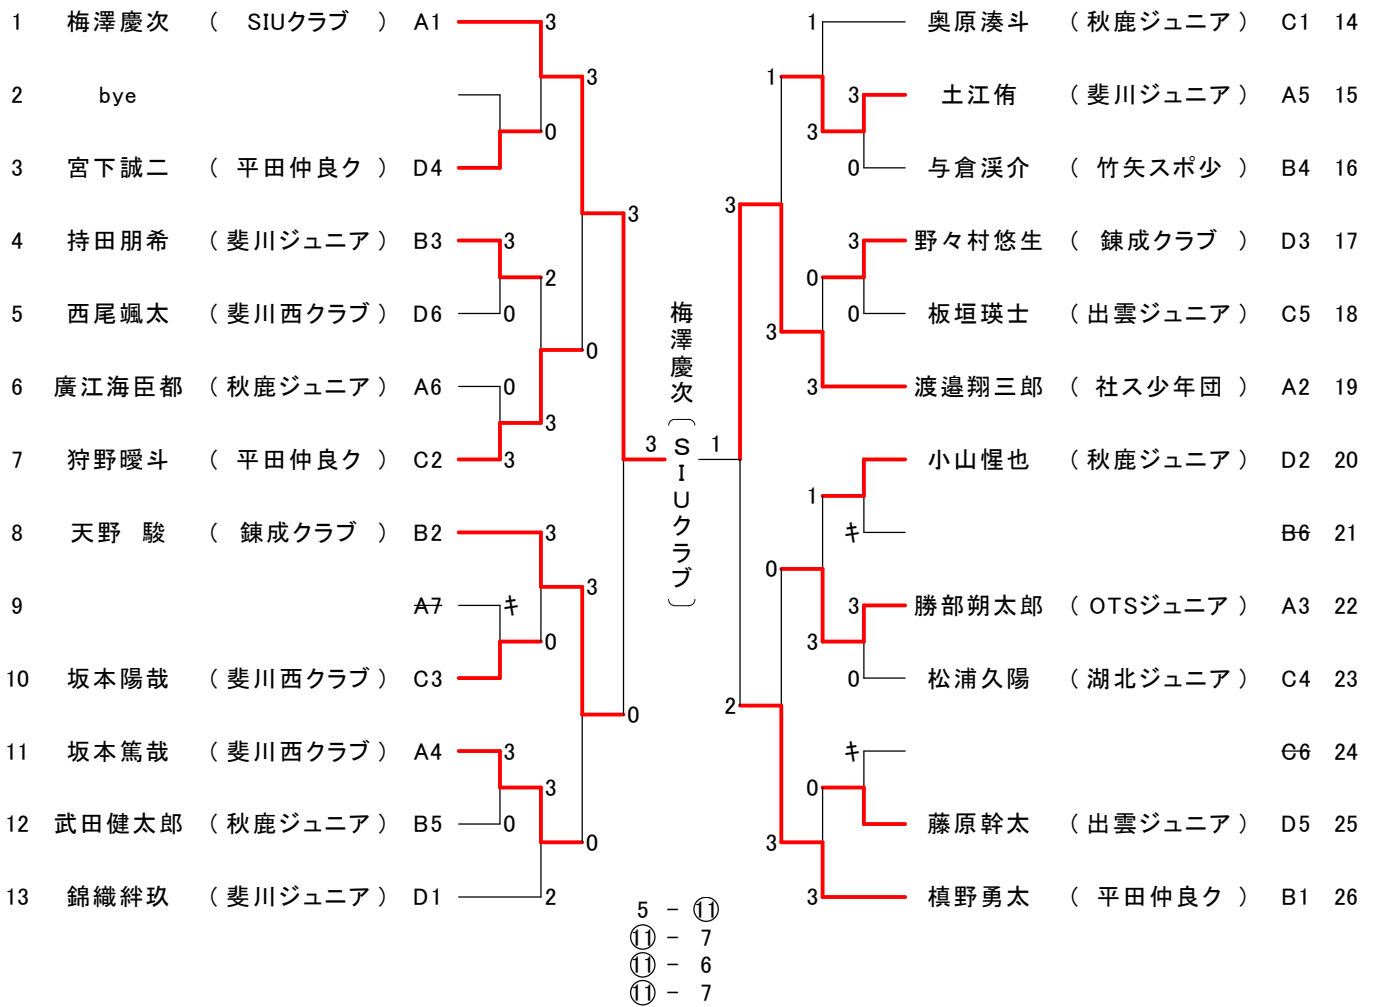 1 梅澤慶次 ( SIUクラブ ) A1 3 1 奥原湊斗 (秋鹿ジュニア) C1 14
3 1
2 bye 3 土江侑 (斐川ジュニア) A5 15
0 3
3 宮下誠二 ( 平田仲良ク ) D4 0 与倉渓介 ( 竹矢スポ少 ) B4 16
3 3
4 持田朋希 (斐川ジュニア) B3 3 3 野々村悠生 ( 錬成クラブ ) D3 17
2 0
5 西尾颯太 (斐川西クラブ) D6 0 0 板垣瑛士 (出雲ジュニア) C5 18
0 3
6 廣江海臣都 (秋鹿ジュニア) A6 0 3 渡邉翔三郎 ( 社ス少年団 ) A2 19
3
梅澤慶次(SIUクラブ)
3 1
7 狩野曖斗 ( 平田仲良ク ) C2 3 小山惺也 (秋鹿ジュニア) D2 20
1
8 天野 駿 ( 錬成クラブ ) B2 3 キ B6 21
3 0
9 A7 キ 3 勝部朔太郎 ( OTSジュニア ) A3 22
0 3
10 坂本陽哉 (斐川西クラブ) C3 0 松浦久陽 (湖北ジュニア) C4 23
0 2
11 坂本篤哉 (斐川西クラブ) A4 3 キ C6 24
3 0
12 武田健太郎 (秋鹿ジュニア) B5 0 藤原幹太 (出雲ジュニア) D5 25
0 3
13 錦織絆玖 (斐川ジュニア) D1 2 3 槙野勇太 ( 平田仲良ク ) B1 26
5 - ⑪
⑪ - 7
⑪ - 6
⑪ - 7